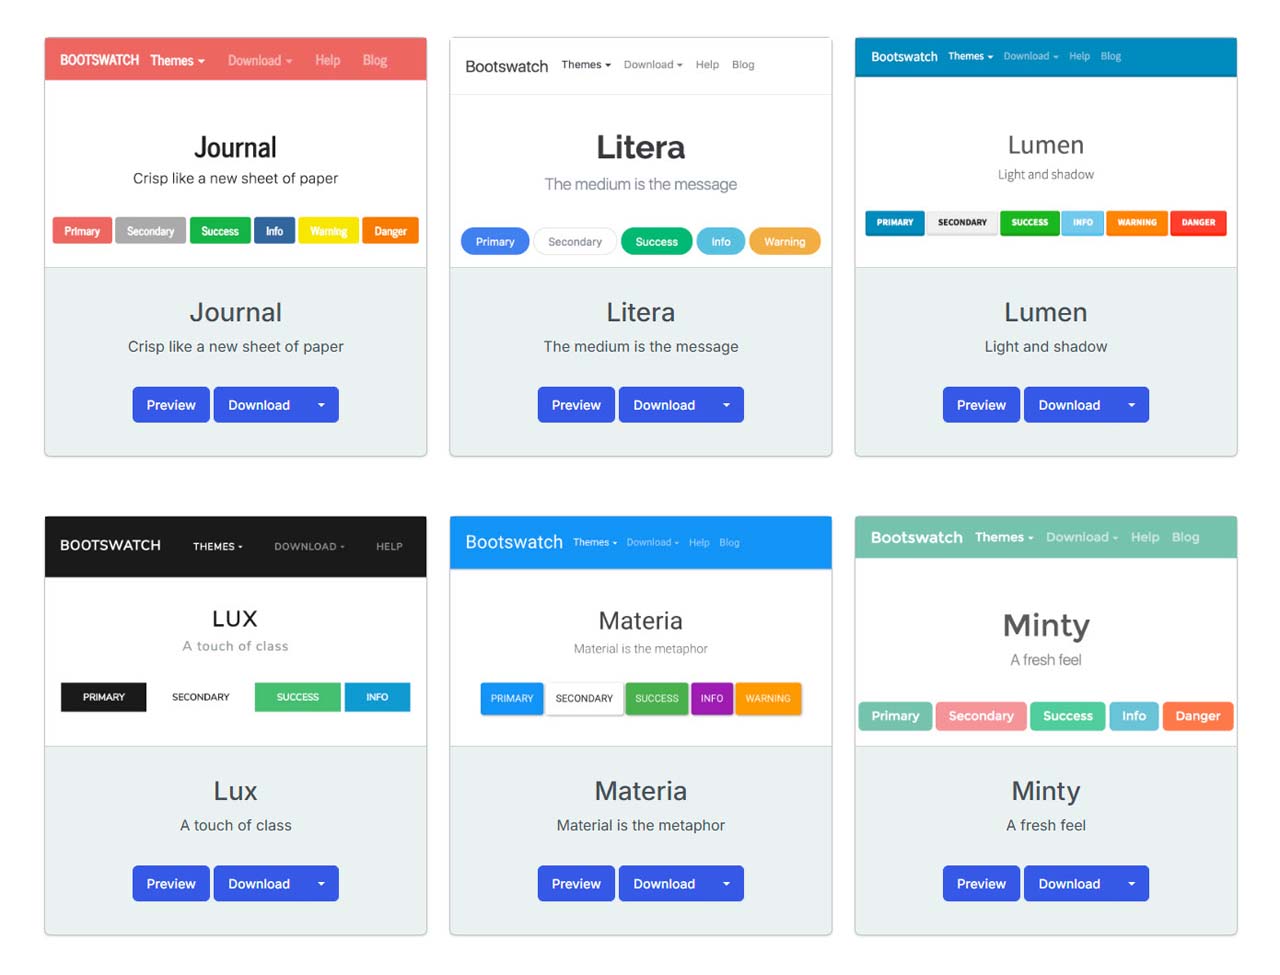 BOOTSWATCH Themes Download Help Blog
Journal
Crisp like a new sheet of paper
Primary Secondary Success Info Warning Danger
Journal
Crisp like a new sheet of paper
Preview Download
Bootswatch Themes Download Help Blog
Litera
The medium is the message
Primary Secondary Success Info Warning
Litera
The medium is the message
Preview Download
Bootswatch Themes Download Help Blog
Lumen
Light and shadow
PRIMARY SECONDARY SUCCESS INFO WARNING DANGER
Lumen
Light and shadow
Preview Download
BOOTSWATCH THEMES DOWNLOAD HELP
LUX
A touch of class
PRIMARY SECONDARY SUCCESS INFO
Lux
A touch of class
Preview Download
Bootswatch Themes Download Help Blog
Materia
Material is the metaphor
PRIMARY SECONDARY SUCCESS INFO WARNING
Materia
Material is the metaphor
Preview Download
Bootswatch Themes Download Help Blog
Minty
A fresh feel
Primary Secondary Success Info Danger
Minty
A fresh feel
Preview Download